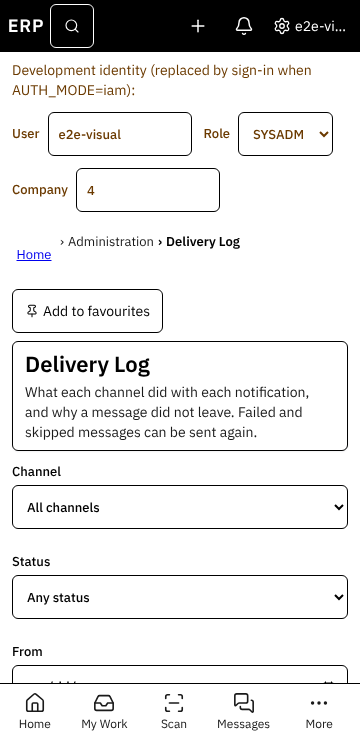 ERP
e2e-vi...
Development identity (replaced by sign-in when
AUTH_MODE=iam):
User
e2e-visual
Role
SYSADM
Company
4
Home
› Administration › Delivery Log
Add to favourites
Delivery Log
What each channel did with each notification,
and why a message did not leave. Failed and
skipped messages can be sent again.
Channel
All channels
Status
Any status
From
Home
My Work
Scan
Messages
More